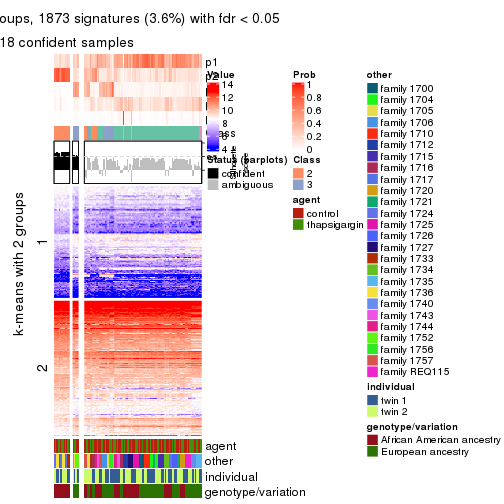 oups, 1873 signatures (3.6%) with fdr < 0.05
18 confident samples
p1
p2
Value
14
12
10
8
6
4
Prob
1
0.8
0.6
0.4
0.2
0
Status (barplots)
confident
ambiguous
Class
2
3
agent
control
thapsigargin
other
family 1700
family 1704
family 1705
family 1706
family 1710
family 1712
family 1715
family 1716
family 1717
family 1720
family 1721
family 1724
family 1725
family 1726
family 1727
family 1733
family 1734
family 1735
family 1736
family 1740
family 1743
family 1744
family 1752
family 1756
family 1757
family REQ115
individual
twin 1
twin 2
genotype/variation
African American ancestry
European ancestry
k-means with 2 groups
1
2
agent
other
individual
genotype/variation